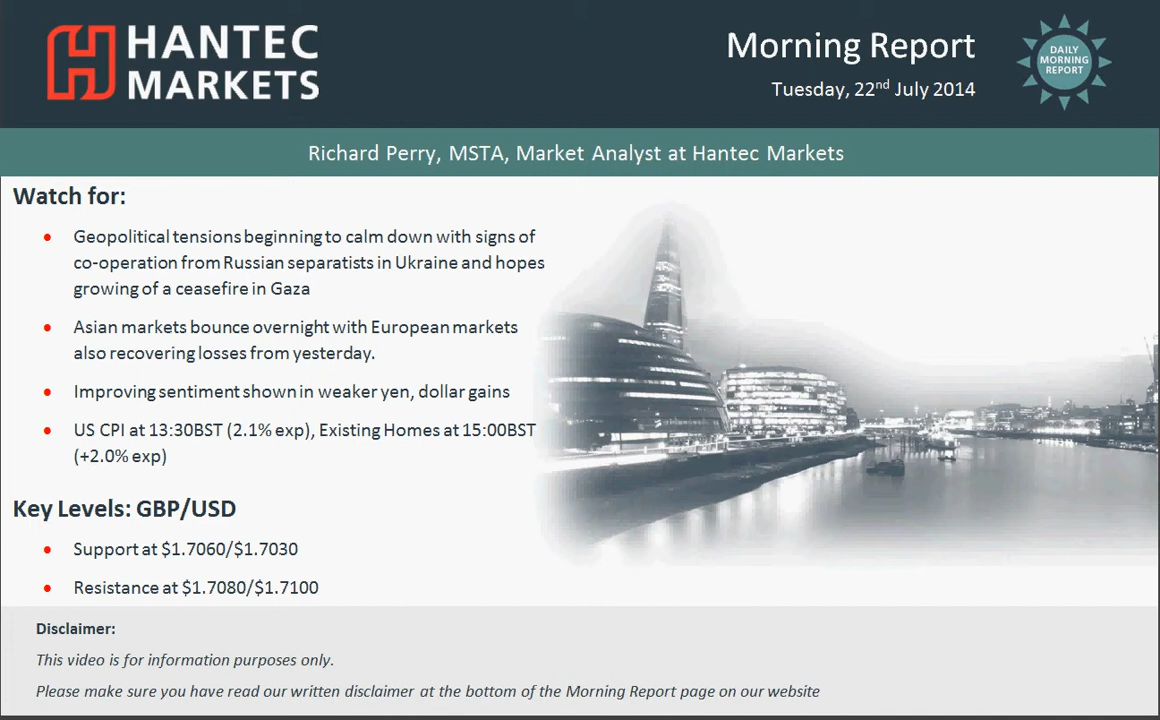 HANTEC
MARKETS
Morning Report
Tuesday, 22nd July 2014
DAILY
MORNING
REPORT
Richard Perry, MSTA, Market Analyst at Hantec Markets
Watch for:
• Geopolitical tensions beginning to calm down with signs of
co-operation from Russian separatists in Ukraine and hopes
growing of a ceasefire in Gaza
• Asian markets bounce overnight with European markets
also recovering losses from yesterday.
• Improving sentiment shown in weaker yen, dollar gains
• US CPI at 13:30BST (2.1% exp), Existing Homes at 15:00BST
(+2.0% exp)
Key Levels: GBP/USD
• Support at $1.7060/$1.7030
• Resistance at $1.7080/$1.7100
Disclaimer:
This video is for information purposes only.
Please make sure you have read our written disclaimer at the bottom of the Morning Report page on our website